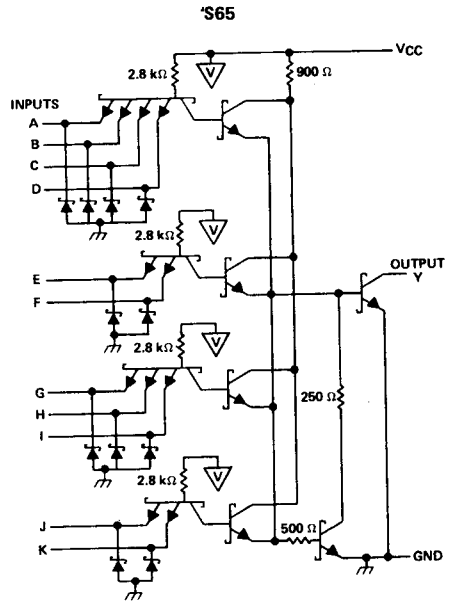 'S65
VCC
2.8 kΩ
V
900 Ω
INPUTS
A
B
C
D
2.8 kΩ
V
E
F
OUTPUT
Y
2.8 kΩ
V
G
H
I
250 Ω
2.8 kΩ
V
J
K
500 Ω
GND